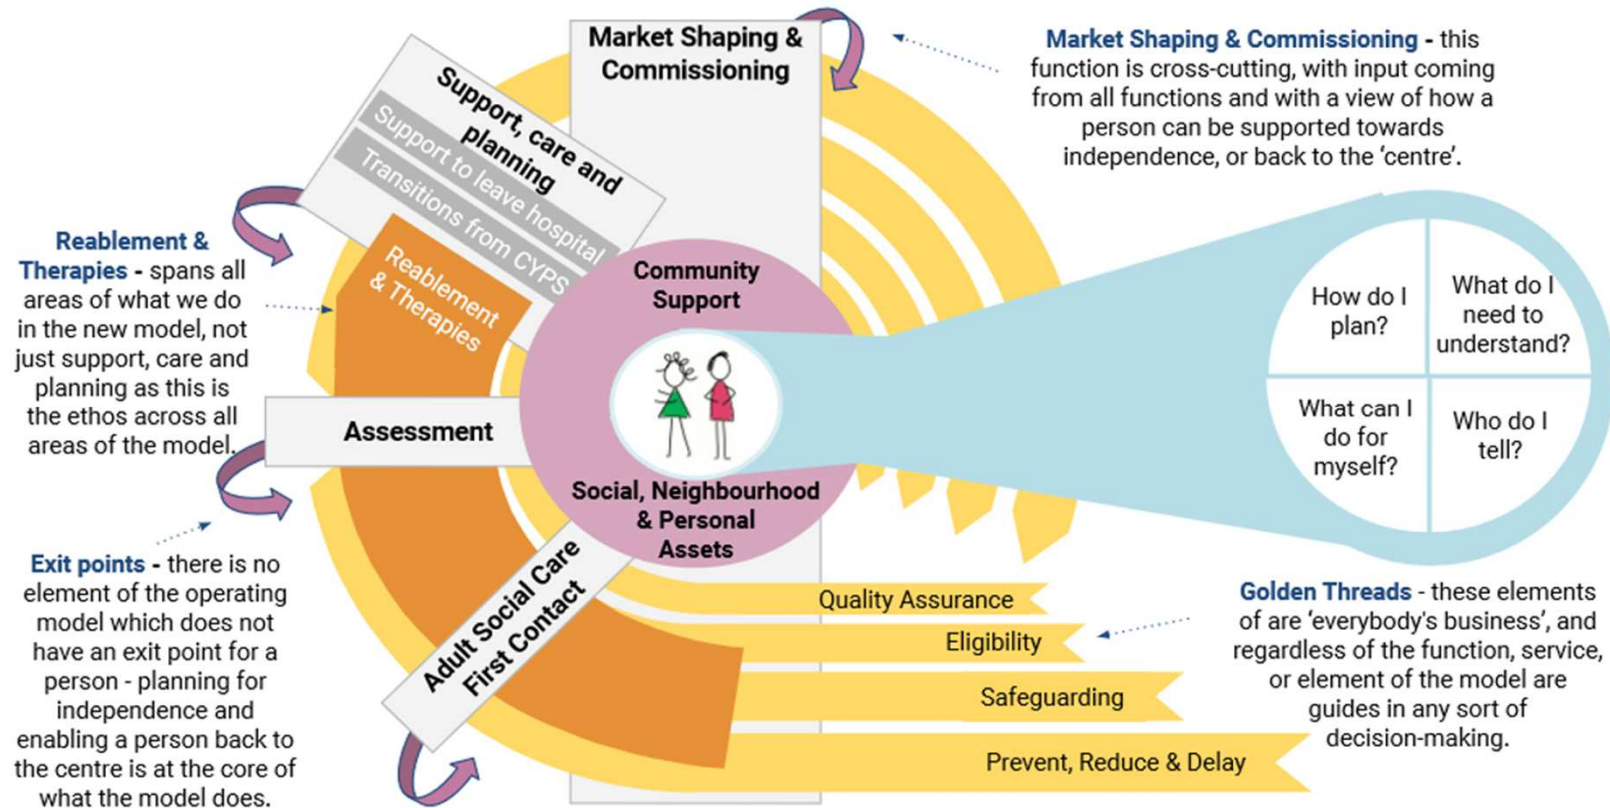 Market Shaping &
Commissioning
Market Shaping & Commissioning - this
function is cross-cutting, with input coming
from all functions and with a view of how a
person can be supported towards
independence, or back to the ‘centre’.
Support, care and
planning
Support to leave hospital
Transitions from CYPS
Reablement
& Therapies
Reablement &
Therapies - spans all
areas of what we do
in the new model, not
just support, care and
planning as this is
the ethos across all
areas of the model.
Community
Support
How do I
plan?
What do I
need to
understand?
What can I
do for
myself?
Who do I
tell?
Assessment
Social, Neighbourhood
& Personal
Assets
Adult Social Care
First Contact
Exit points - there is no
element of the operating
model which does not
have an exit point for a
person - planning for
independence and
enabling a person back to
the centre is at the core of
what the model does.
Quality Assurance
Eligibility
Safeguarding
Prevent, Reduce & Delay
Golden Threads - these elements
of are ‘everybody's business’, and
regardless of the function, service,
or element of the model are
guides in any sort of
decision-making.